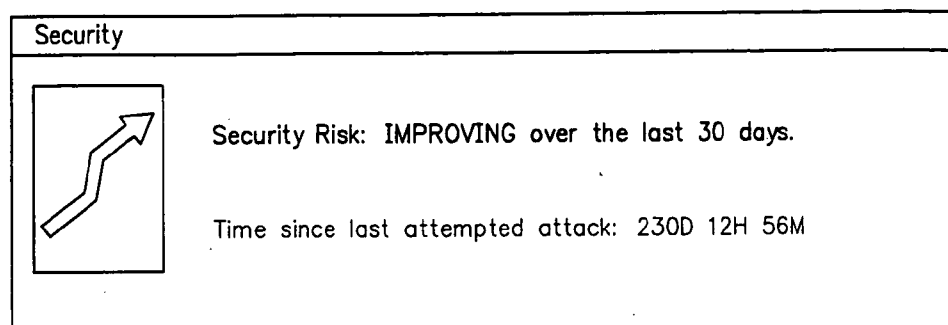 Security
Security Risk: IMPROVING over the last 30 days.
Time since last attempted attack: 230D 12H 56M